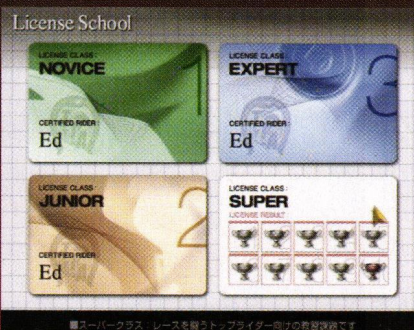 License School
LICENSE CLASS :
NOVICE
1
CERTIFIED RIDER :
Ed
LICENSE CLASS :
EXPERT
3
CERTIFIED RIDER :
Ed
LICENSE CLASS :
JUNIOR
2
CERTIFIED RIDER :
Ed
LICENSE CLASS :
SUPER
LICENSE RESULT
■スーパークラス：レースを闘うトップライダー向けの教習課題です